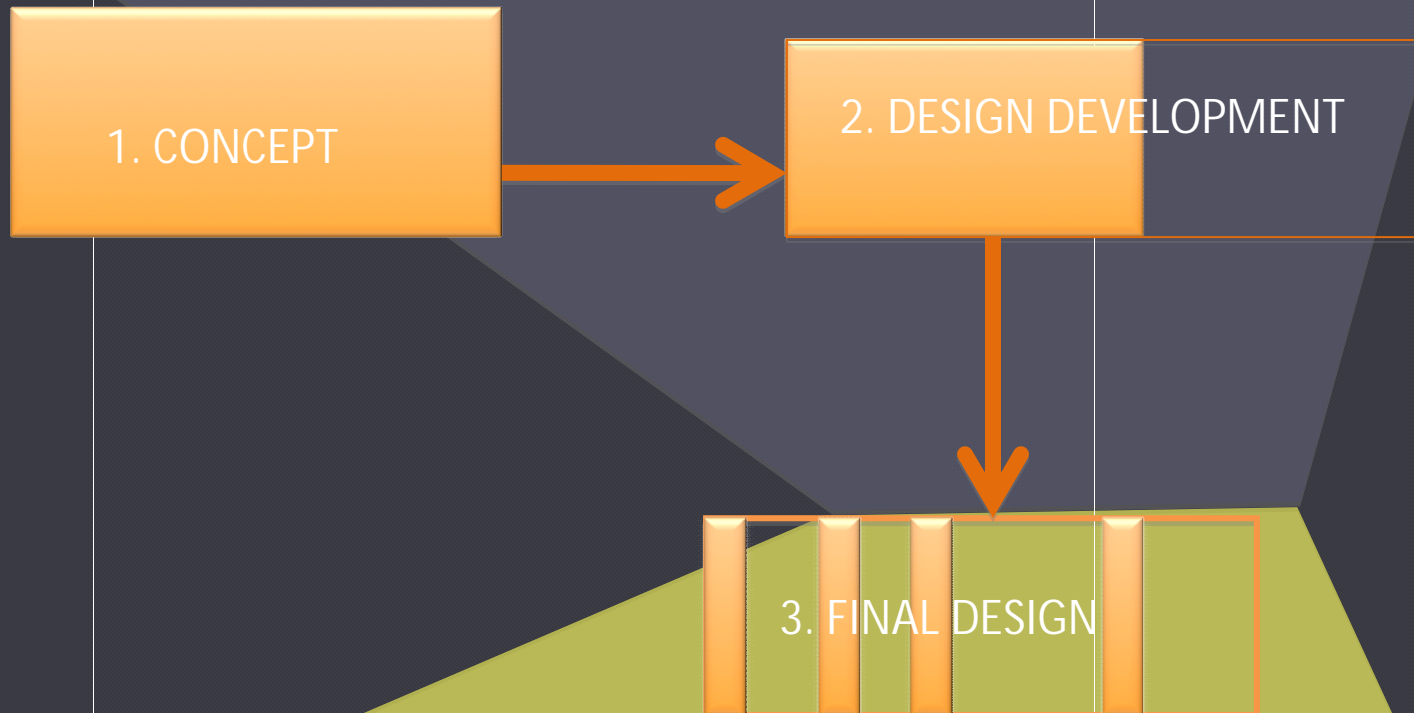 1. CONCEPT
2. DESIGN DEVELOPMENT
3. FINAL DESIGN